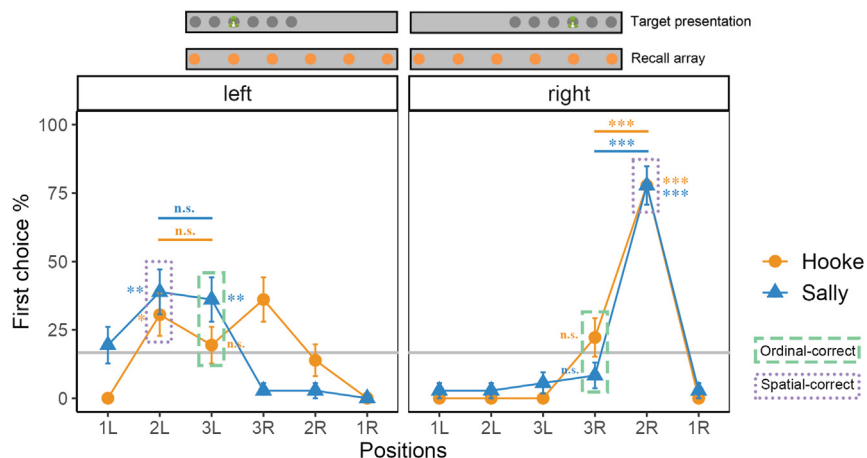 Target presentation
Recall array
left right
*** 
***
100
75
50
25
0
First choice %
n.s.
n.s.
**
*
**
n.s.
***
***
n.s.
n.s.
Hooke
Sally
Ordinal-correct
Spatial-correct
1L 2L 3L 3R 2R 1R 1L 2L 3L 3R 2R 1R
Positions